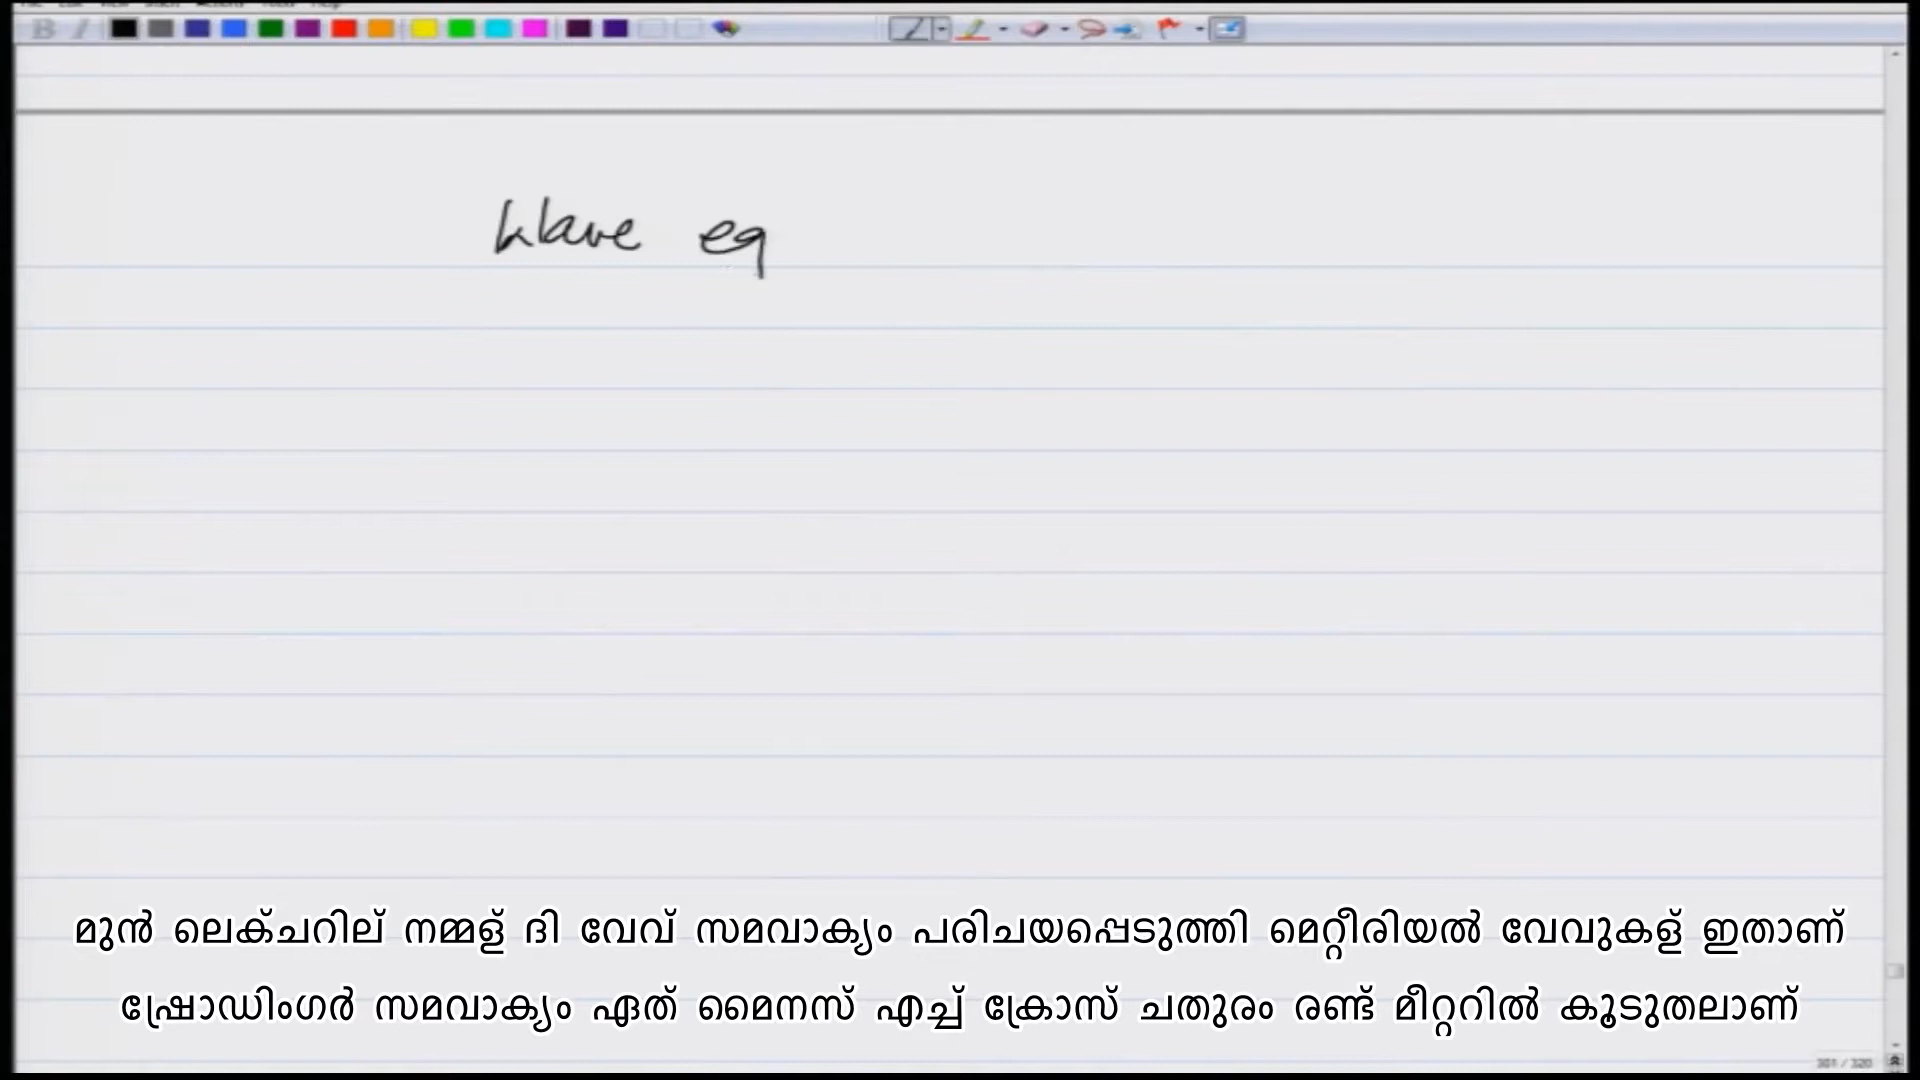 Wave eq
മുൻ ലെക്ചറില് നമ്മള് ദി വേവ് സമവാക്യം പരിചയപ്പെടുത്തി മെറ്റീരിയൽ വേവുകള് ഇതാണ്
ഷ്രോഡിംഗർ സമവാക്യം ഏത് മൈനസ് എച്ച് ക്രോസ് ചതുരം രണ്ട് മീറ്ററിൽ കൂടുതലാണ്